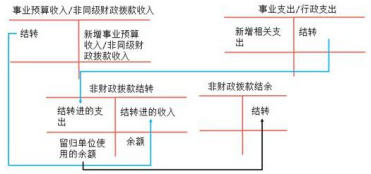 事业预算收入/非同级财政拨款收入
事业支出/行政支出
结转
新增事业预算
收入/非同级财
政拨款收入
新增相关支
出
结转
非财政拨款结转
非财政拨款结余
结转进的支
出
结转进的收入
结转
留归单位使
用的余额
余额